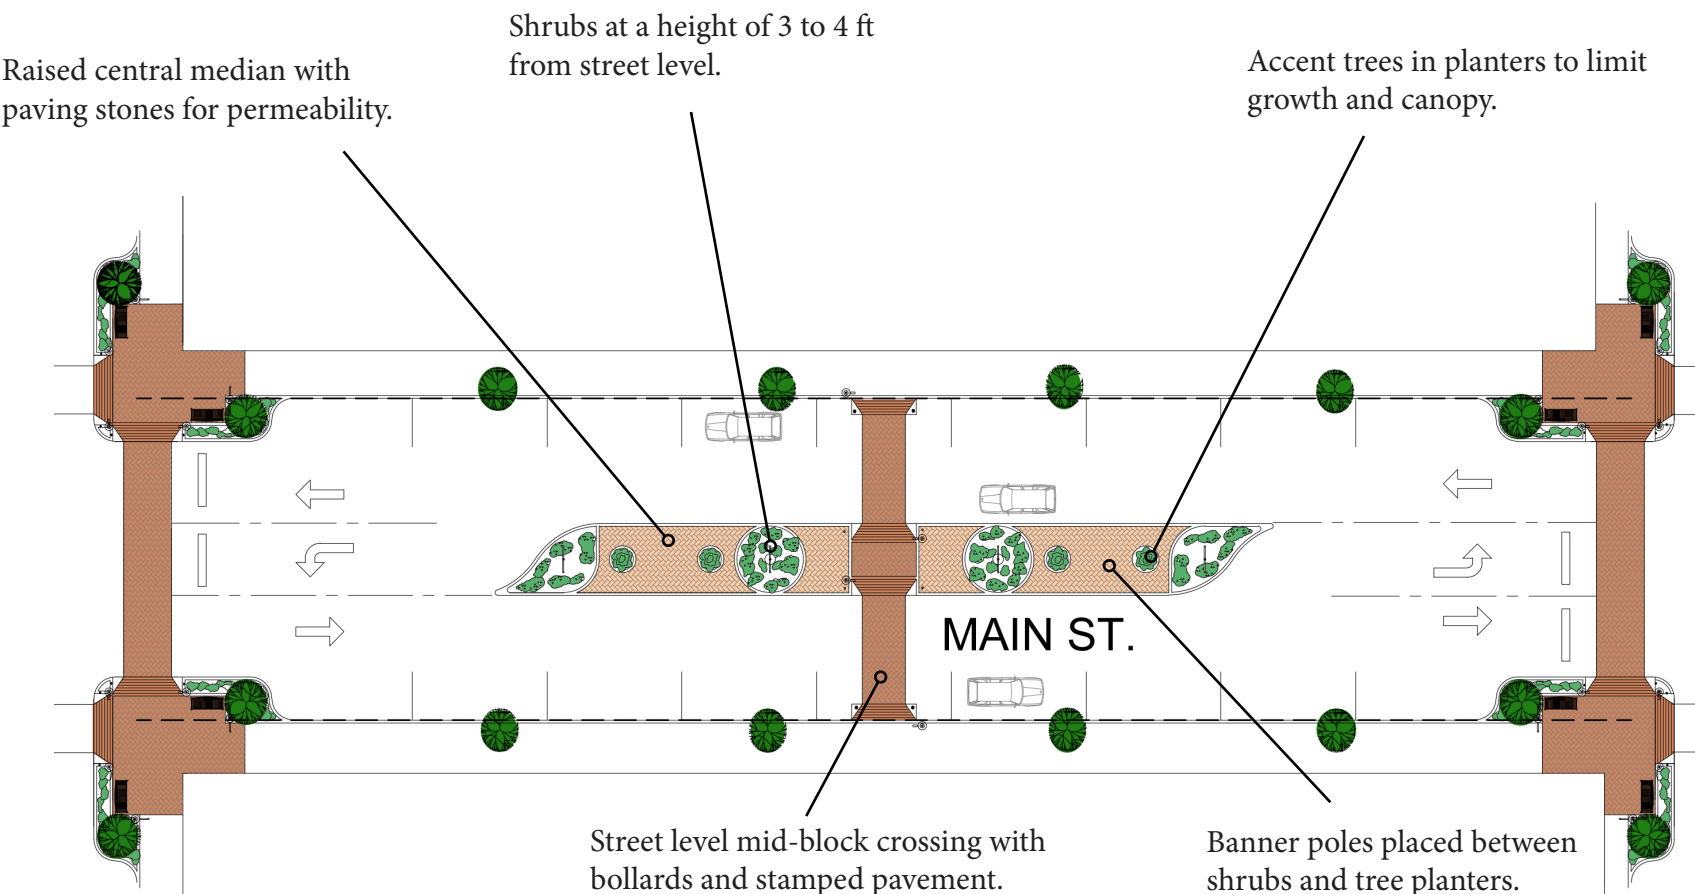 Shrubs at a height of 3 to 4 ft
from street level.
Raised central median with
paving stones for permeability.
Accent trees in planters to limit
growth and canopy.
MAIN ST.
Street level mid-block crossing with
bollards and stamped pavement.
Banner poles placed between
shrubs and tree planters.